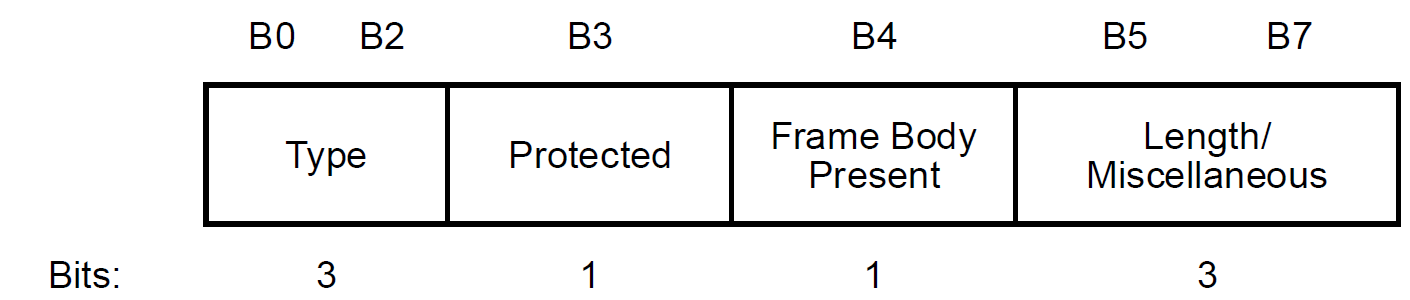 B0 B2 B3 B4 B5 B7
Type Protected Frame Body Present Length/ Miscellaneous
Bits: 3 1 1 3